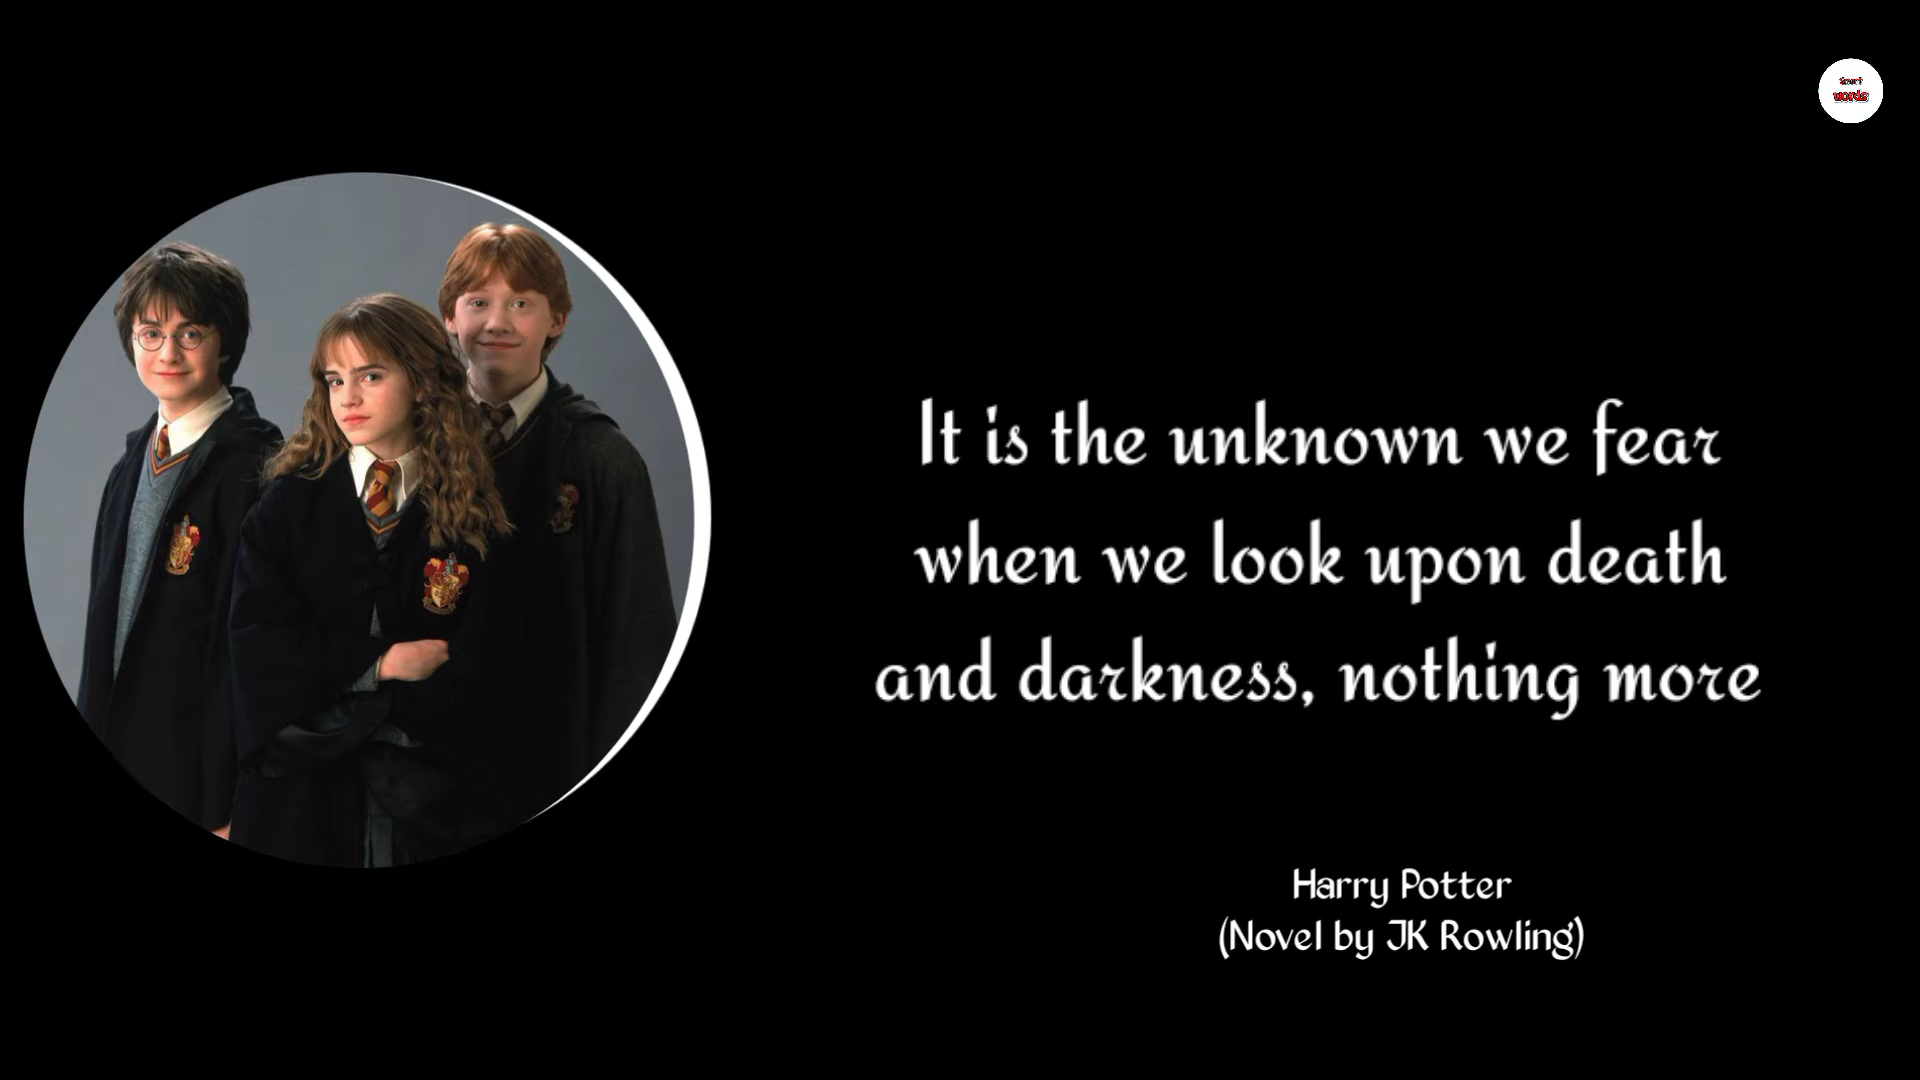 It is the unknown we fear
when we look upon death
and darkness, nothing more
Harry Potter
(Novel by JK Rowling)
words